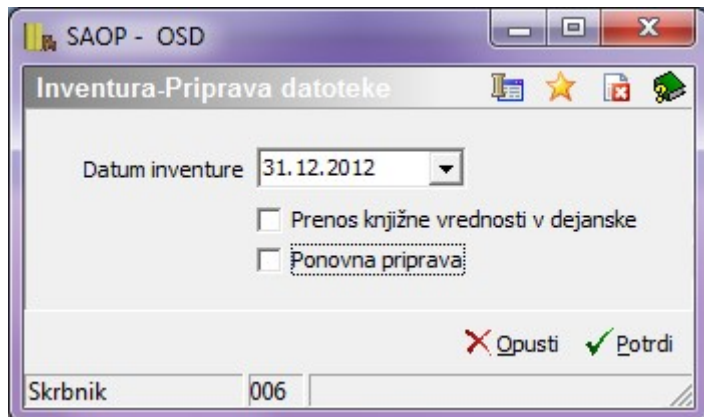 SAOP - OSD
Inventura-Priprava datoteke
Datum inventure 31.12.2012
Prenos knjižne vrednosti v dejanske
Ponovna priprava
Opusti Potrdi
Skrbnik 006